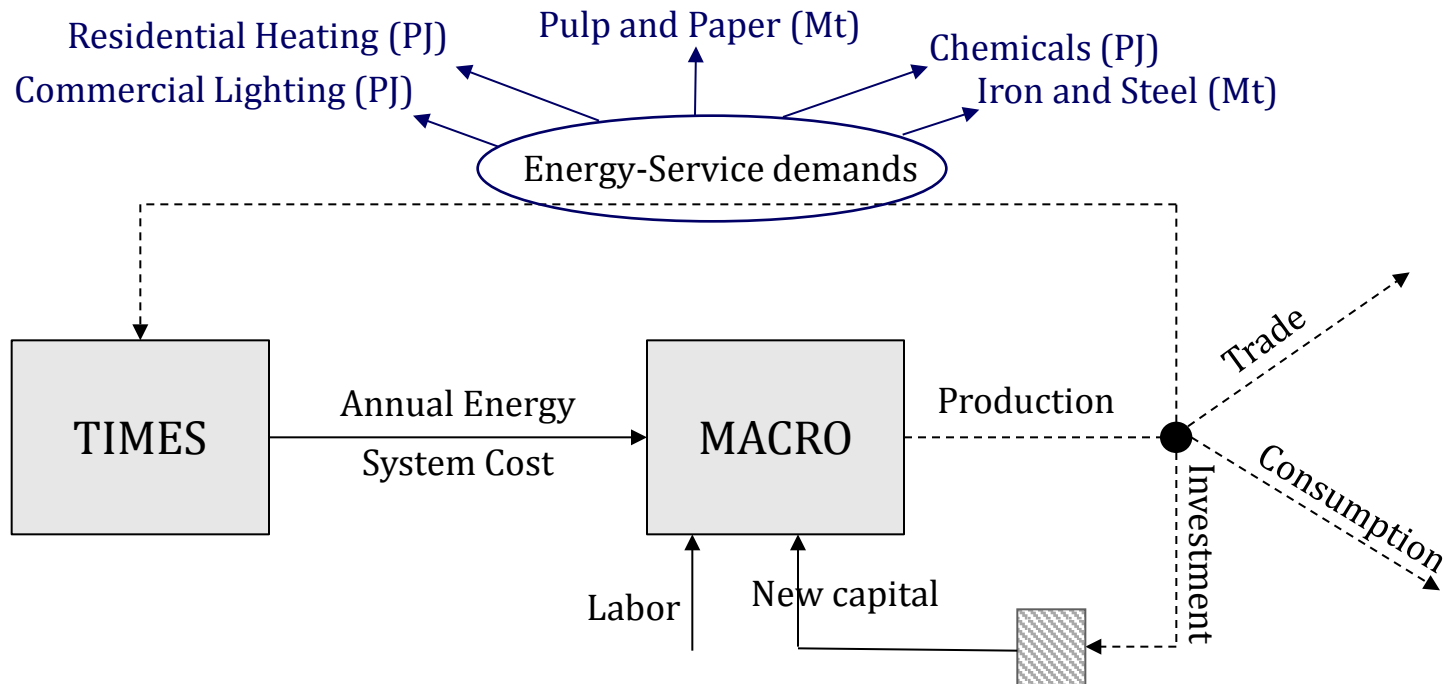 Pulp and Paper (Mt)
Residential Heating (PJ)
Chemicals (PJ)
Commercial Lighting (PJ)
Iron and Steel (Mt)
Energy-Service demands
Trade
TIMES
Annual Energy
System Cost
MACRO
Production
Consumption
Investment
Labor
New capital